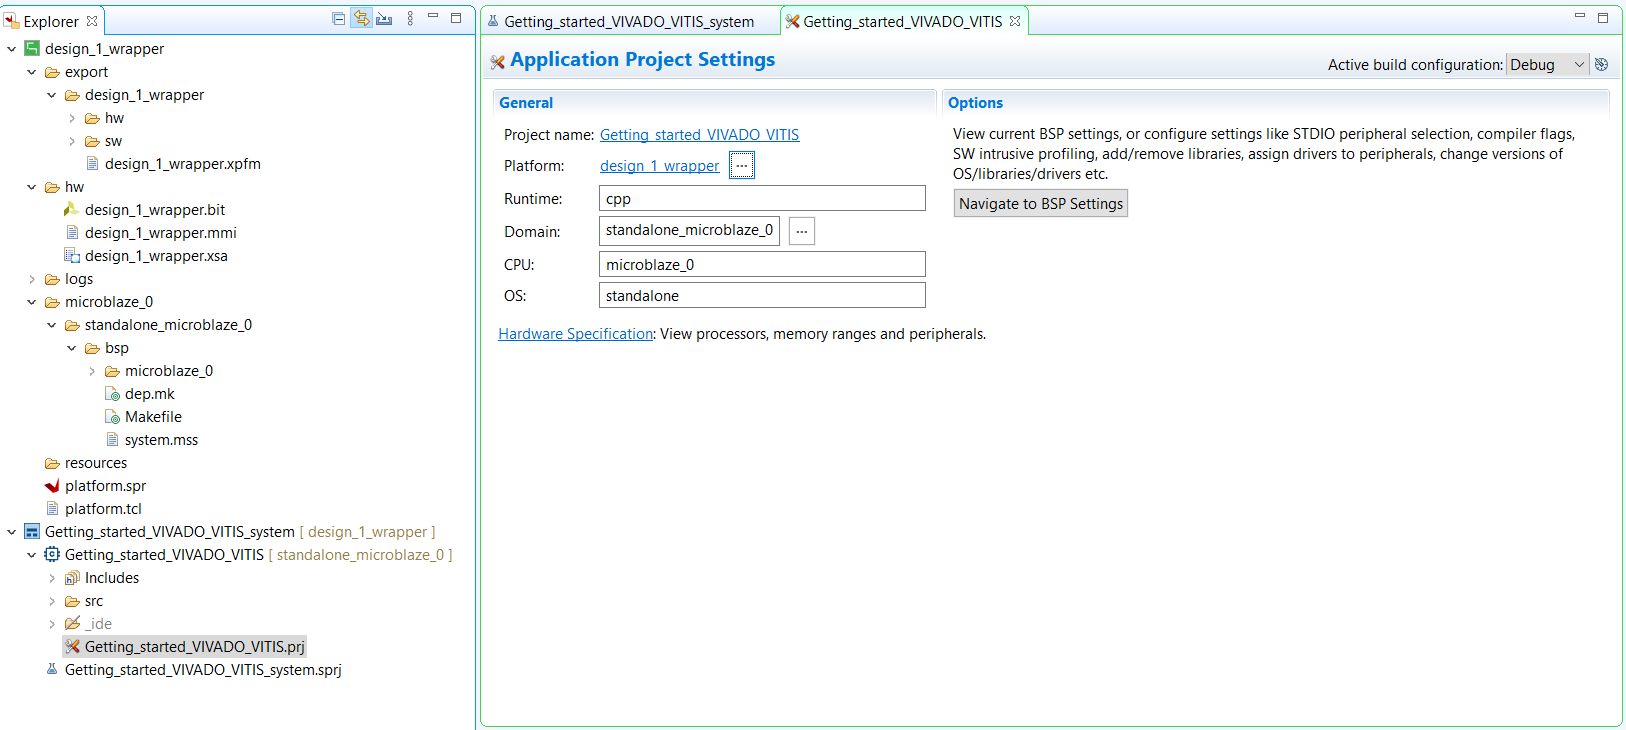 Explorer
design_1_wrapper
export
design_1_wrapper
hw
sw
design_1_wrapper.xpfm
hw
design_1_wrapper.bit
design_1_wrapper.mmi
design_1_wrapper.xsa
logs
microblaze_0
standalone_microblaze_0
bsp
microblaze_0
dep.mk
Makefile
system.mss
resources
platform.spr
platform.tcl
Getting_started_VIVADO_VITIS_system [ design_1_wrapper ]
Getting_started_VIVADO_VITIS [ standalone_microblaze_0 ]
Includes
src
_ide
Getting_started_VIVADO_VITIS.prj
Getting_started_VIVADO_VITIS_system.sprj
Getting_started_VIVADO_VITIS_system
Getting_started_VIVADO_VITIS
Application Project Settings
Active build configuration: Debug
General
Project name: Getting_started_VIVADO_VITIS
Platform: design_1_wrapper ...
Runtime: cpp
Domain: standalone_microblaze_0 ...
CPU: microblaze_0
OS: standalone
Hardware Specification: View processors, memory ranges and peripherals.
Options
View current BSP settings, or configure settings like STDIO peripheral selection, compiler flags,
SW intrusive profiling, add/remove libraries, assign drivers to peripherals, change versions of
OS/libraries/drivers etc.
Navigate to BSP Settings